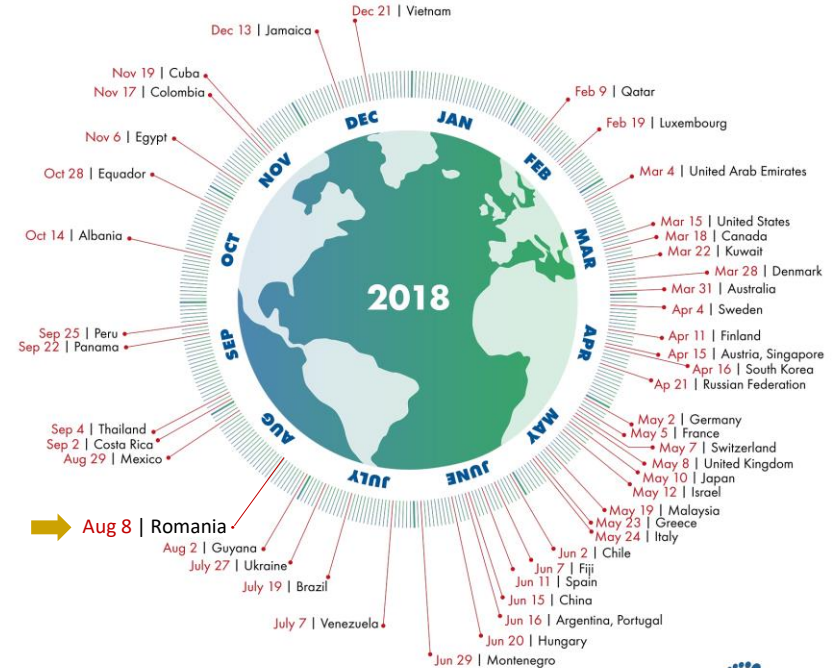 Dec 21 | Vietnam
Dec 13 | Jamaica
Nov 19 | Cuba
Nov 17 | Colombia
Nov 6 | Egypt
Oct 28 | Equador
Oct 14 | Albania
Sep 25 | Peru
Sep 22 | Panama
Sep 4 | Thailand
Sep 2 | Costa Rica
Aug 29 | Mexico
Aug 8 | Romania
Aug 2 | Guyana
July 27 | Ukraine
July 19 | Brazil
July 7 | Venezuela
Feb 9 | Qatar
Feb 19 | Luxembourg
Mar 4 | United Arab Emirates
Mar 15 | United States
Mar 18 | Canada
Mar 22 | Kuwait
Mar 28 | Denmark
Mar 31 | Australia
Apr 4 | Sweden
Apr 11 | Finland
Apr 15 | Austria, Singapore
Apr 16 | South Korea
Ap 21 | Russian Federation
May 2 | Germany
May 5 | France
May 7 | Switzerland
May 8 | United Kingdom
May 10 | Japan
May 12 | Israel
May 19 | Malaysia
May 23 | Greece
May 24 | Italy
Jun 2 | Chile
Jun 7 | Fiji
Jun 11 | Spain
Jun 15 | China
Jun 16 | Argentina, Portugal
Jun 20 | Hungary
Jun 29 | Montenegro
JAN
FEB
MAR
APR
MAY
JUNE
JULY
AUG
SEP
OCT
NOV
DEC
2018